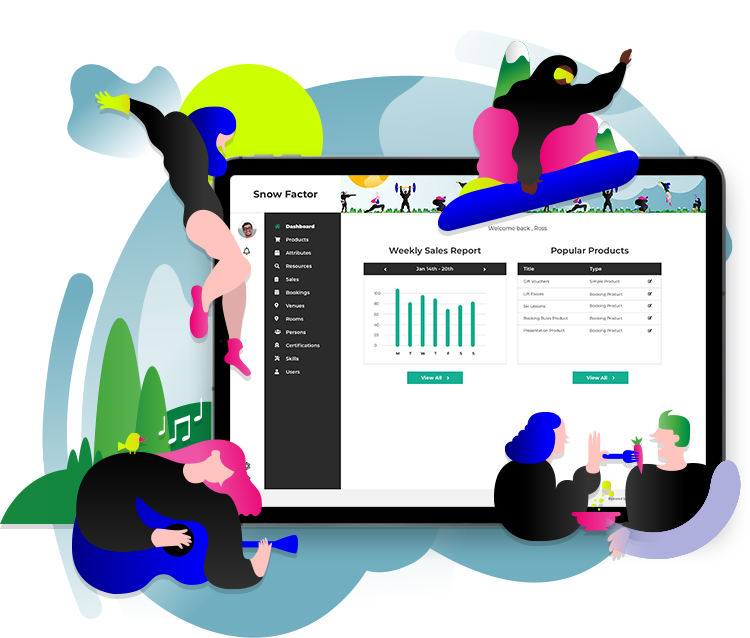 Snow Factor
Welcome back , Ross
Dashboard
Products
Attributes
Resources
Sales
Bookings
Venues
Rooms
Persons
Certifications
Skills
Users
Weekly Sales Report
Jan 14th - 20th
100
80
60
40
20
0
M T W T F S S
View All
Popular Products
Title Type
Gift Vouchers Simple Product
Lift Passes Booking Product
Ski Lessons Booking Product
Booking Buns Product Booking Product
Presentation Product Booking Product
View All